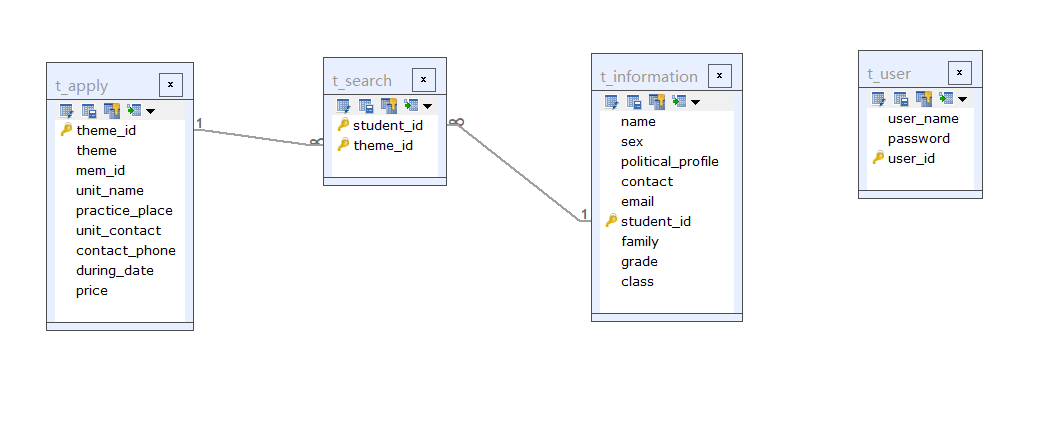 t_apply
x
theme_id
theme
mem_id
unit_name
practice_place
unit_contact
contact_phone
during_date
price
1
∞
t_search
x
student_id
theme_id
∞
1
t_information
x
name
sex
political_profile
contact
email
student_id
family
grade
class
t_user
x
user_name
password
user_id